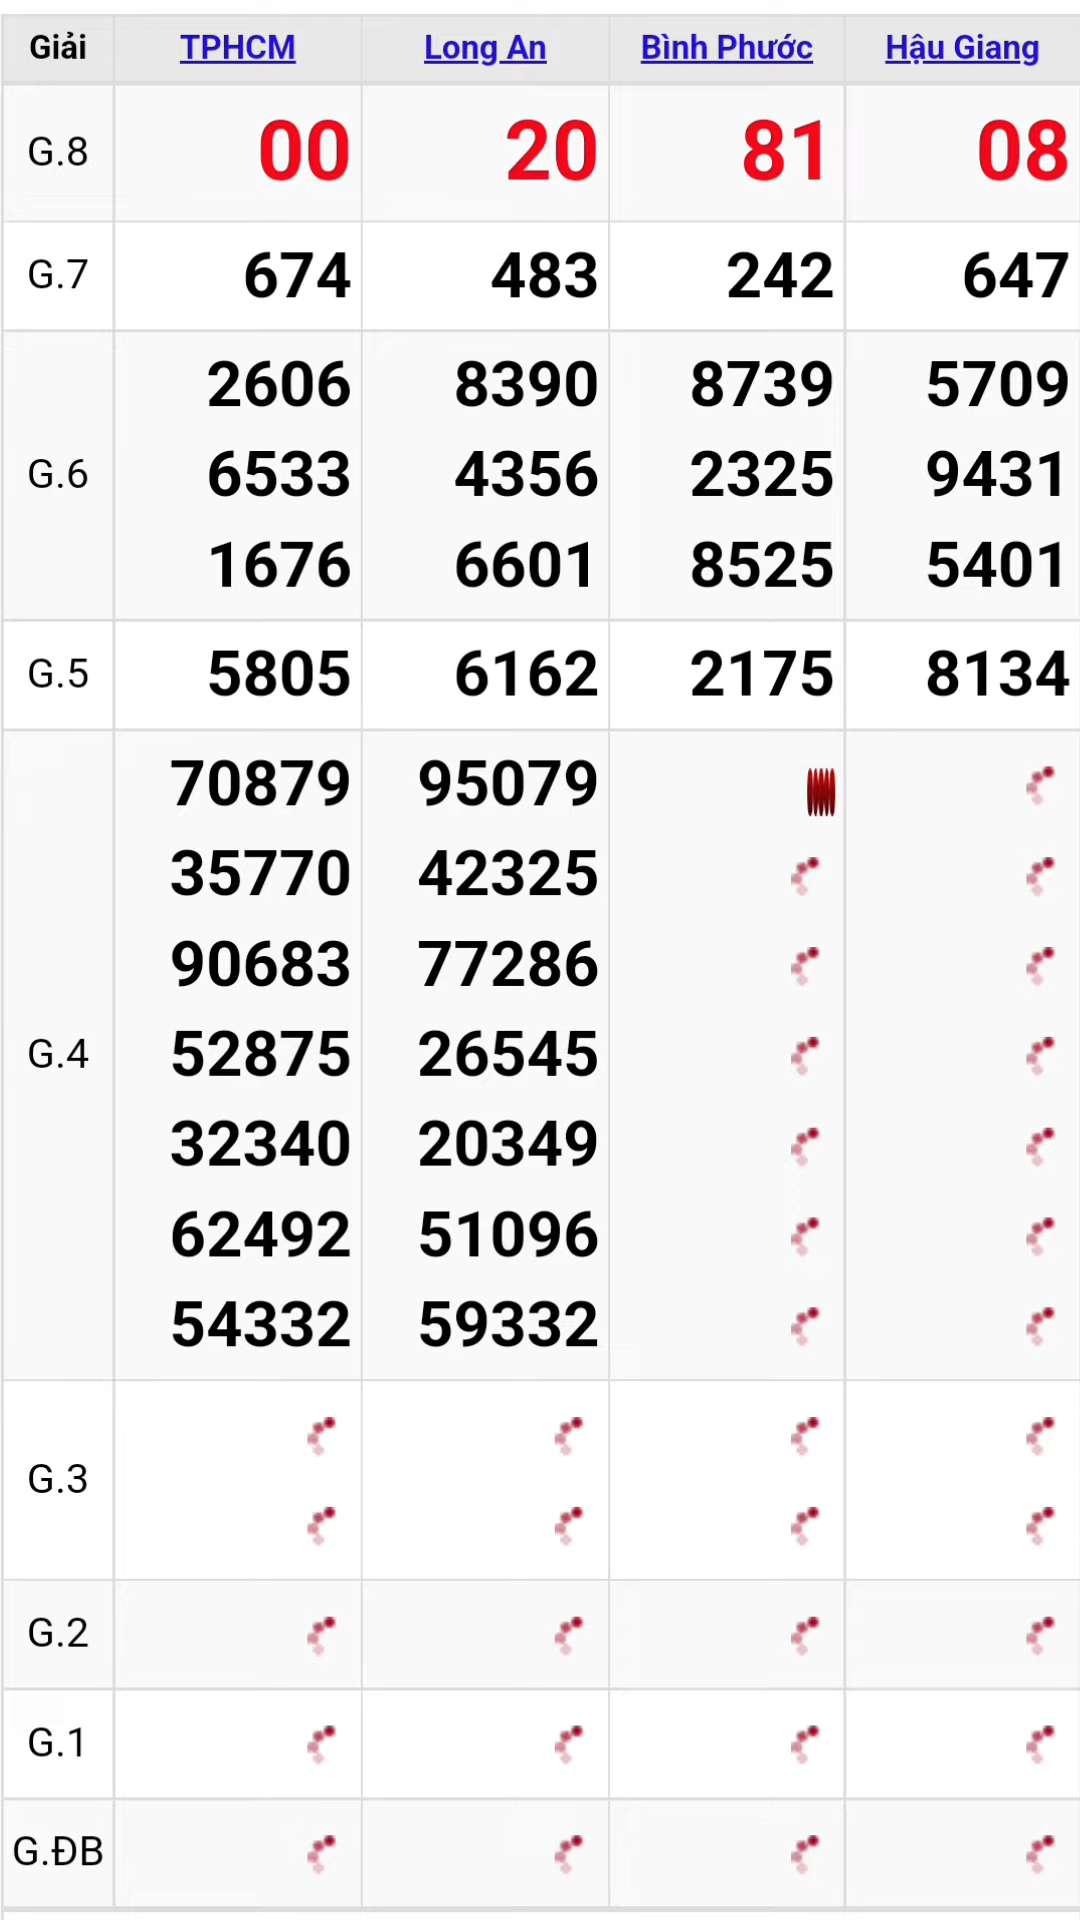 Giải TPHCM Long An Bình Phước Hậu Giang
G.8 00 20 81 08
G.7 674 483 242 647
2606 8390 8739 5709
G.6 6533 4356 2325 9431
1676 6601 8525 5401
G.5 5805 6162 2175 8134
70879 95079
35770 42325
90683 77286
G.4 52875 26545
32340 20349
62492 51096
54332 59332
G.3
G.2
G.1
G.ĐB